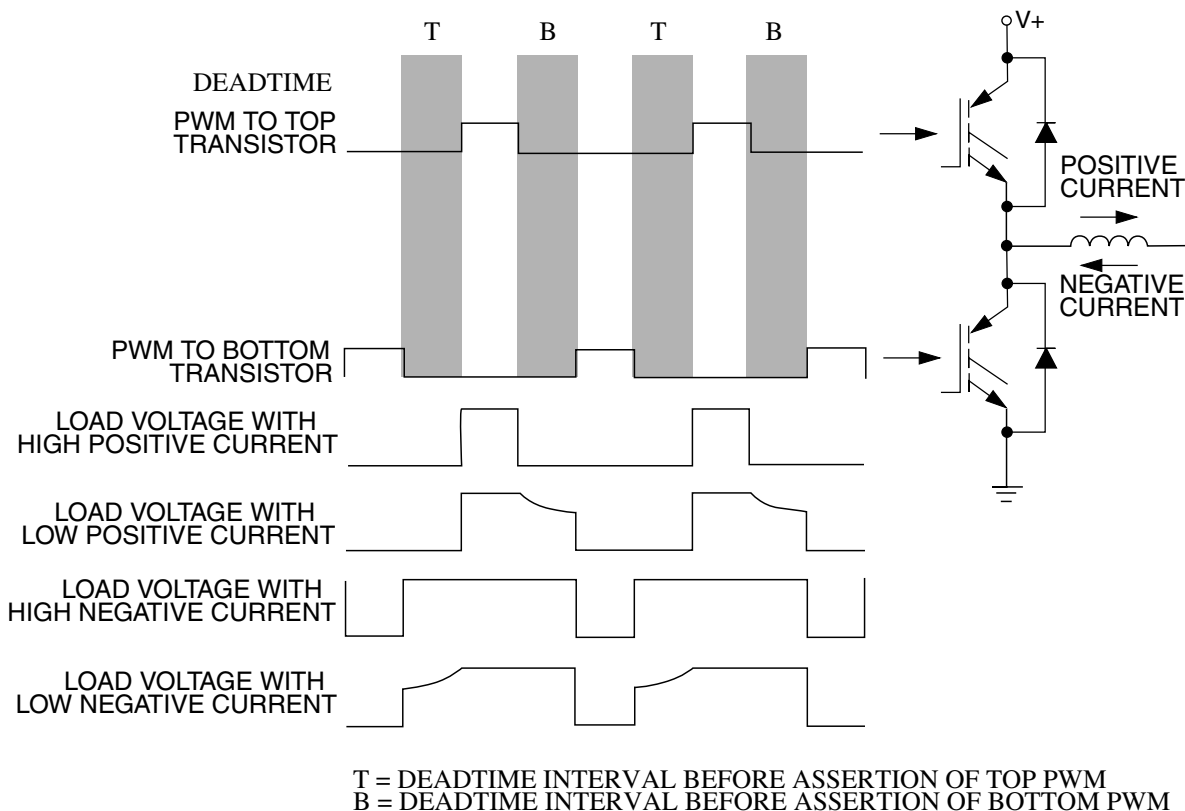 T B T B
V+
DEADTIME
PWM TO TOP
TRANSISTOR
POSITIVE
CURRENT
NEGATIVE
CURRENT
PWM TO BOTTOM
TRANSISTOR
LOAD VOLTAGE WITH
HIGH POSITIVE CURRENT
LOAD VOLTAGE WITH
LOW POSITIVE CURRENT
LOAD VOLTAGE WITH
HIGH NEGATIVE CURRENT
LOAD VOLTAGE WITH
LOW NEGATIVE CURRENT
T = DEADTIME INTERVAL BEFORE ASSERTION OF TOP PWM
B = DEADTIME INTERVAL BEFORE ASSERTION OF BOTTOM PWM